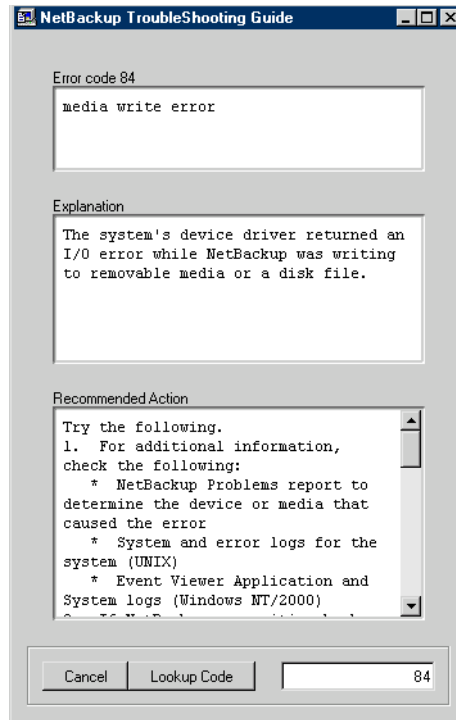 NetBackup TroubleShooting Guide
Error code 84
media write error
Explanation
The system's device driver returned an
I/O error while NetBackup was writing
to removable media or a disk file.
Recommended Action
Try the following.
1. For additional information,
check the following:
* NetBackup Problems report to
determine the device or media that
caused the error
* System and error logs for the
system (UNIX)
* Event Viewer Application and
System logs (Windows NT/2000)
Cancel Lookup Code 84